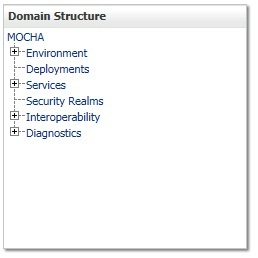 Domain Structure
MOCHA
Environment
Deployments
Services
Security Realms
Interoperability
Diagnostics